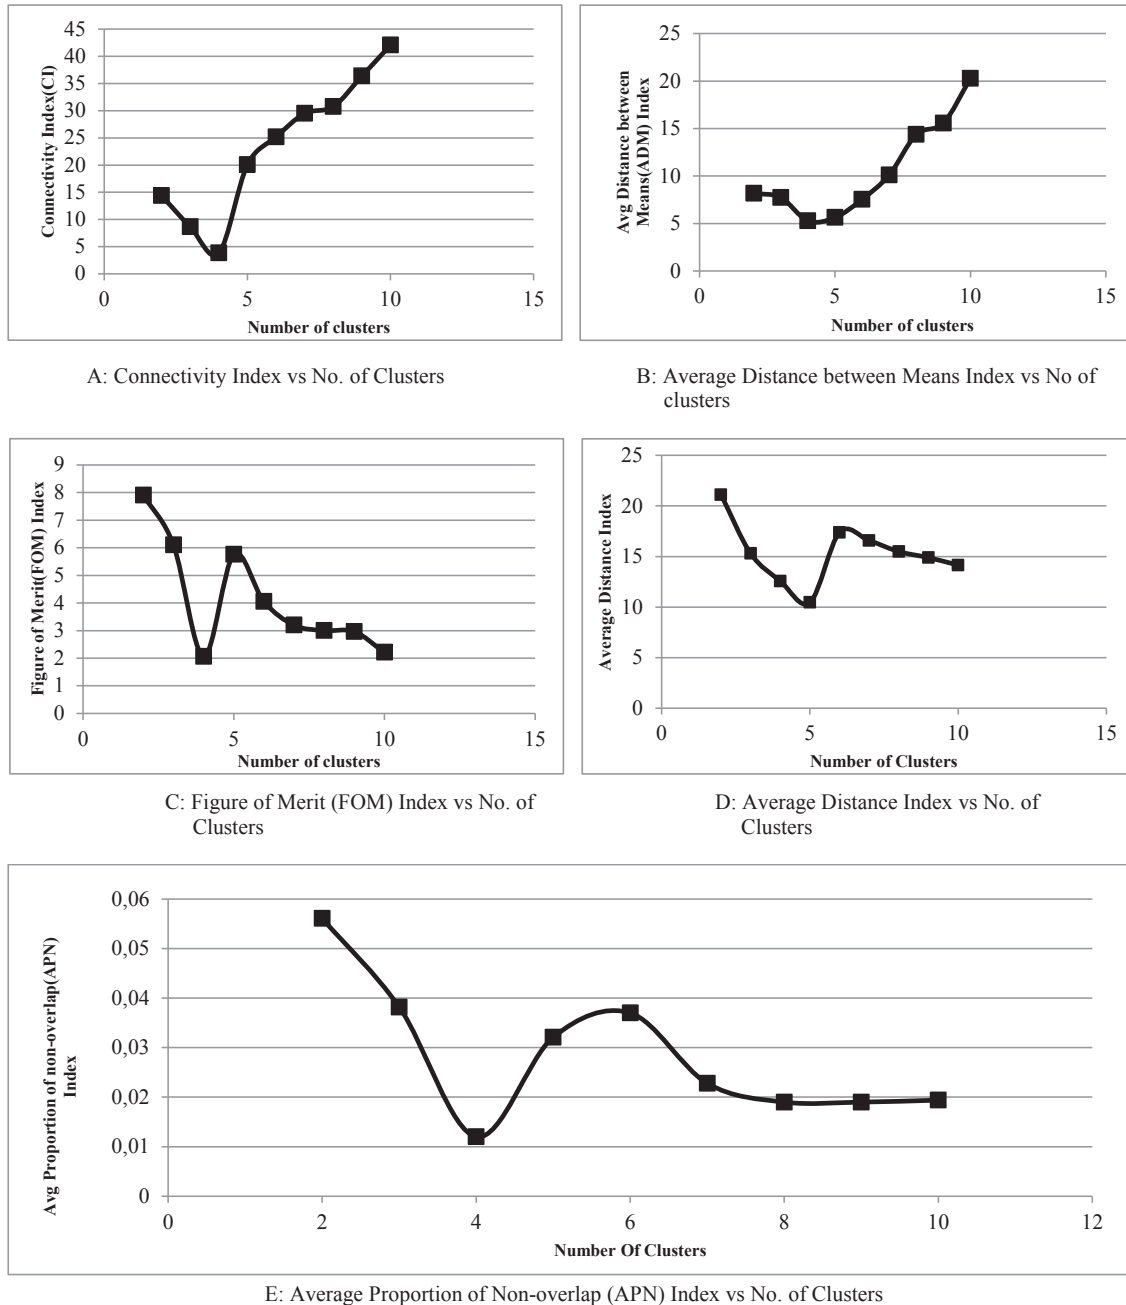 45
40
35
30
25
20
15
10
5
0
Connectivity Index(CI)
0 5 10 15
Number of clusters
A: Connectivity Index vs No. of Clusters
25
20
15
10
5
0
Avg Distance between
Means(ADM) Index
0 5 10 15
Number of clusters
B: Average Distance between Means Index vs No of
clusters
9
8
7
6
5
4
3
2
1
0
Figure of Merit(FOM) Index
0 5 10 15
Number of clusters
C: Figure of Merit (FOM) Index vs No. of
Clusters
25
20
15
10
5
0
Average Distance Index
0 5 10 15
Number of Clusters
D: Average Distance Index vs No. of
Clusters
0,06
0,05
0,04
0,03
0,02
0,01
0
Avg Proportion of non-overlap(APN)
Index
0 2 4 6 8 10 12
Number Of Clusters
E: Average Proportion of Non-overlap (APN) Index vs No. of Clusters